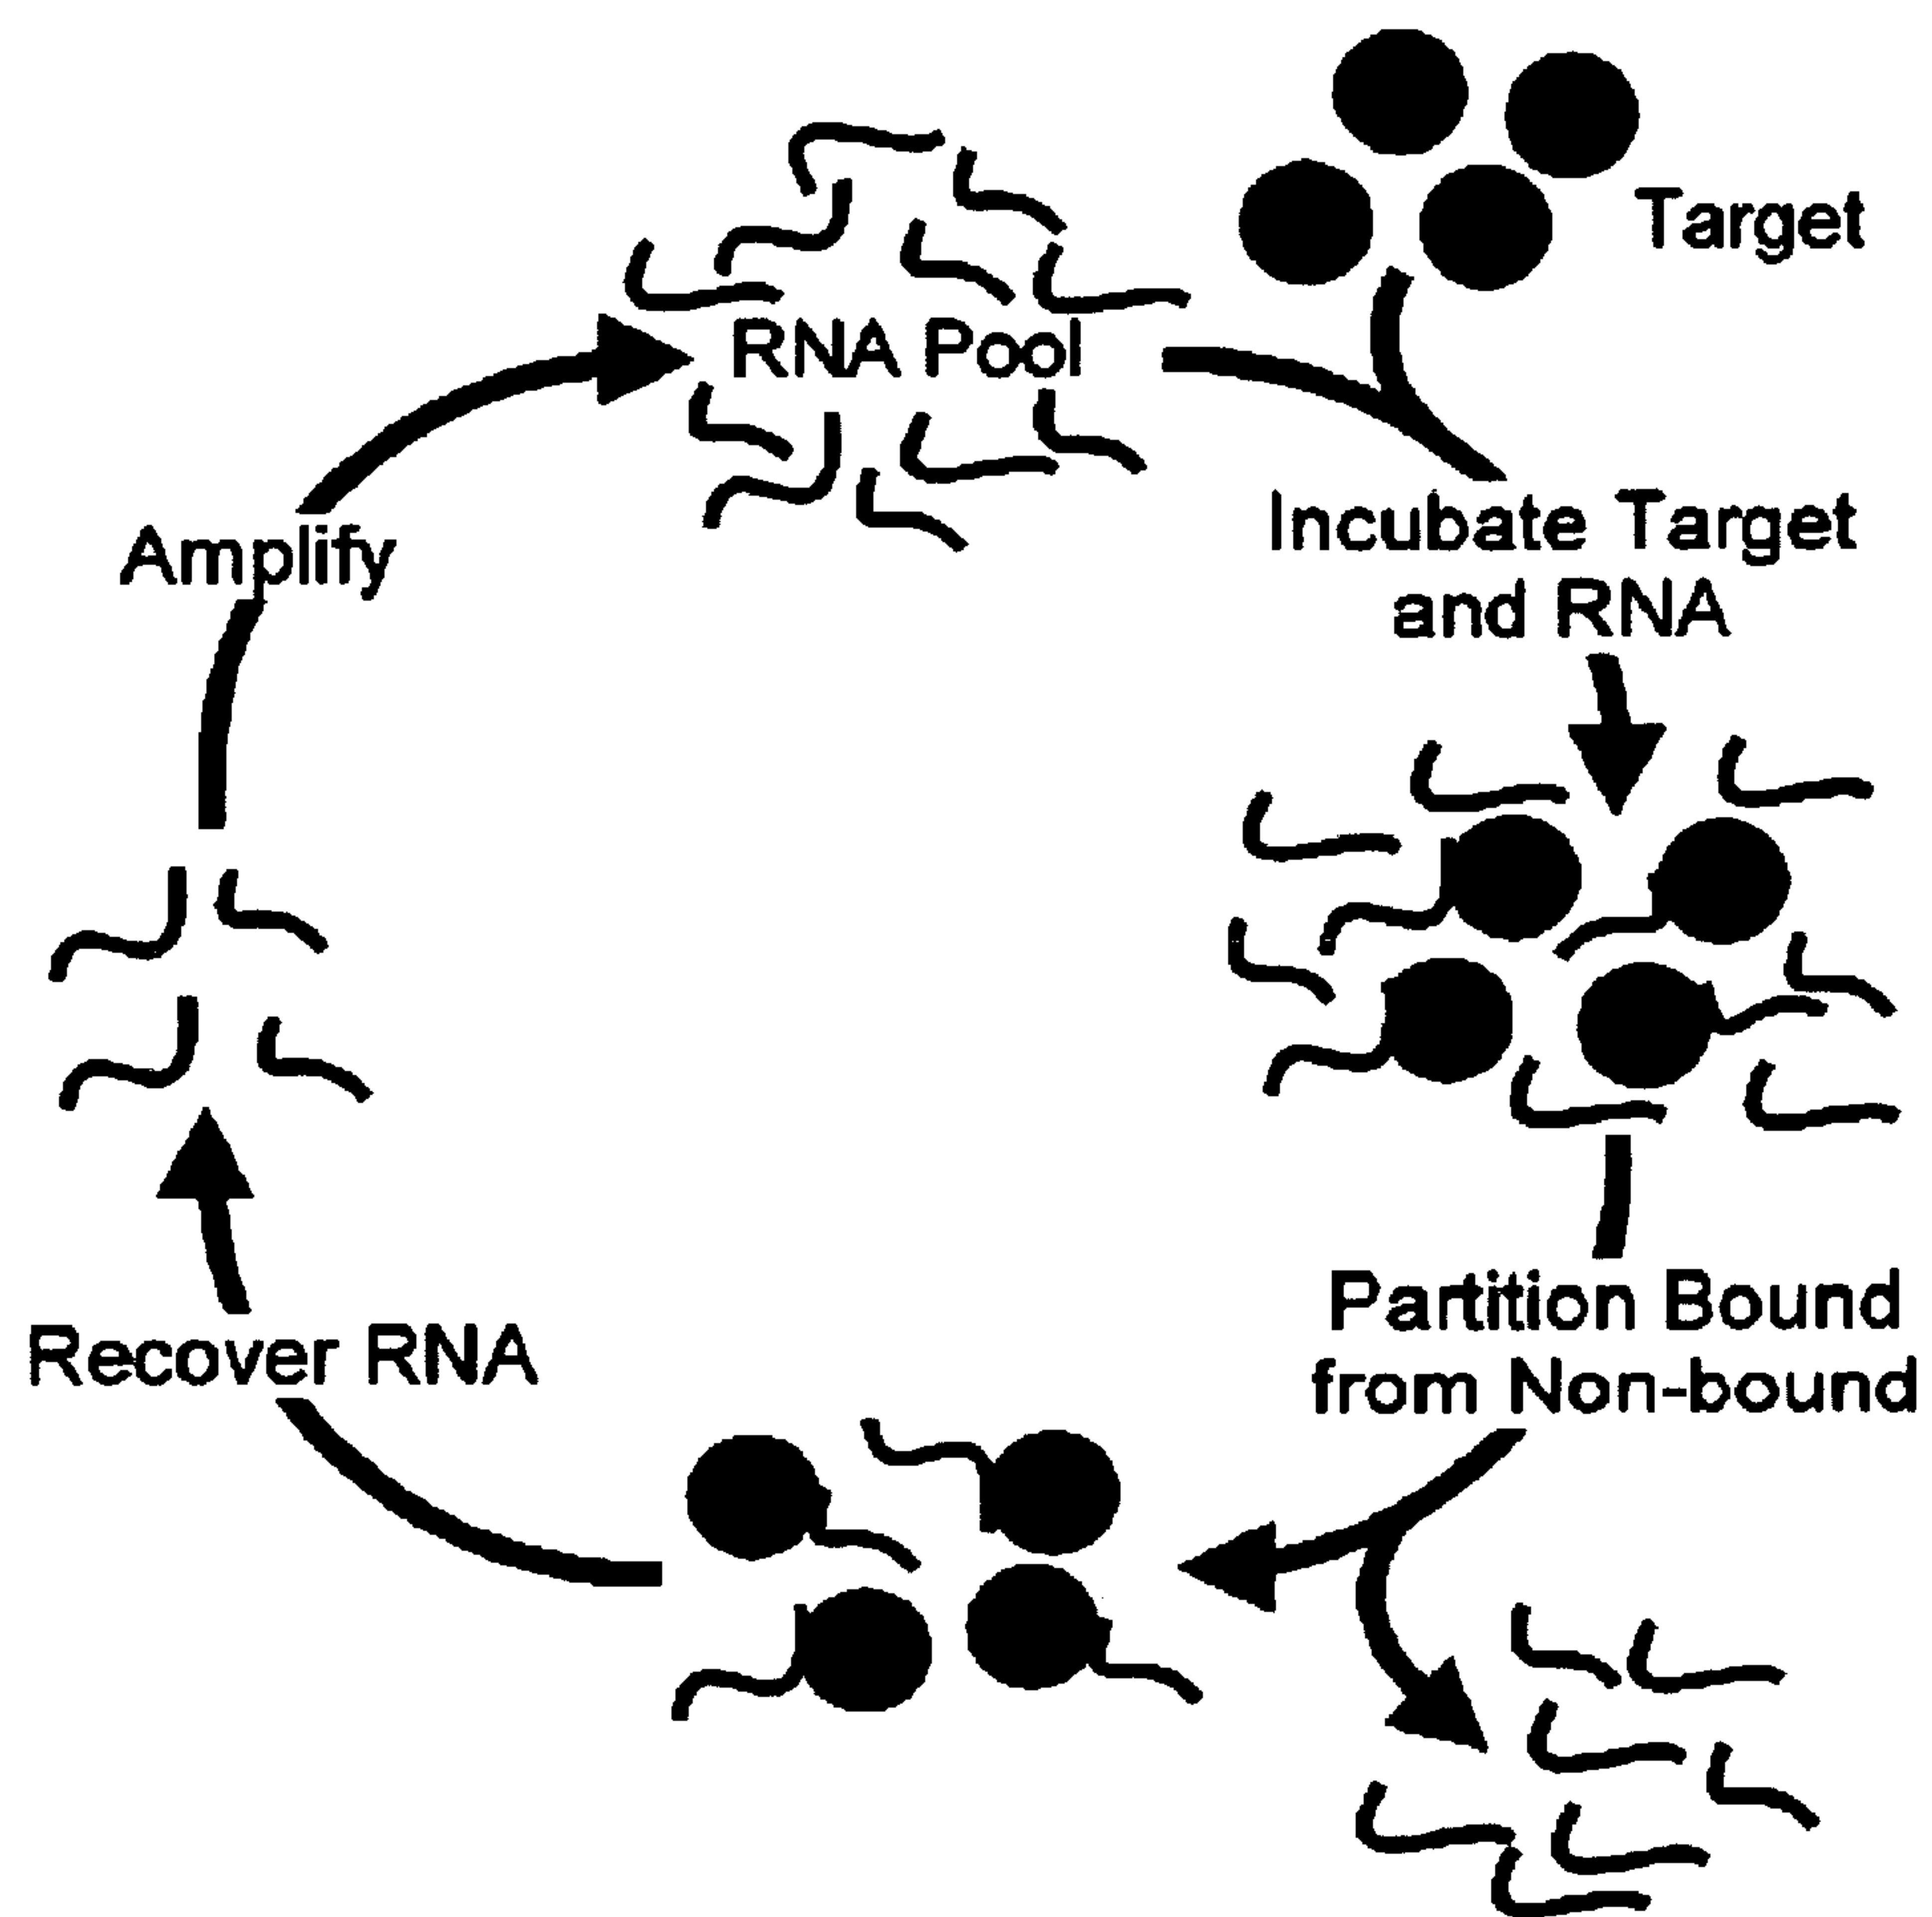 Target
RNA Pool
Incubate Target
and RNA
Amplify
Partition Bound
from Non-bound
Recover RNA